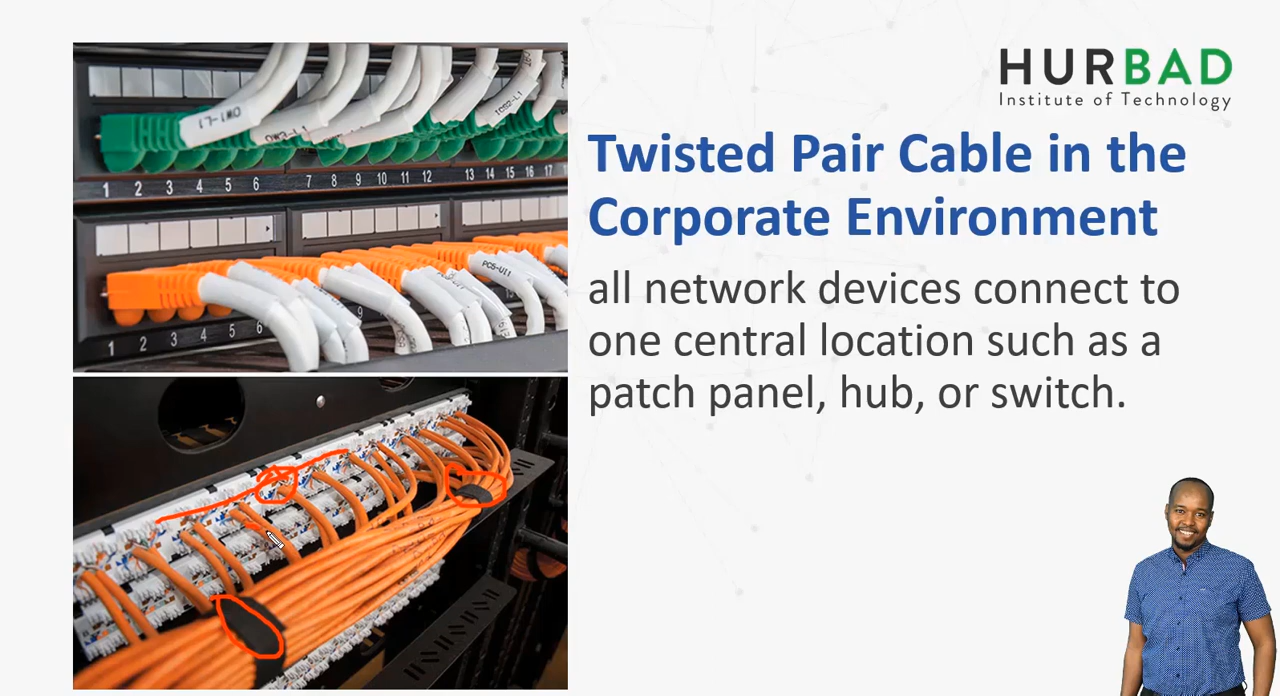 HURBAD
Institute of Technology
Twisted Pair Cable in the
Corporate Environment
all network devices connect to
one central location such as a
patch panel, hub, or switch.
1 2 3 4 5 6 7 8 9 10 11 12 13 14 15 16 17
1 2 3 4 5 6